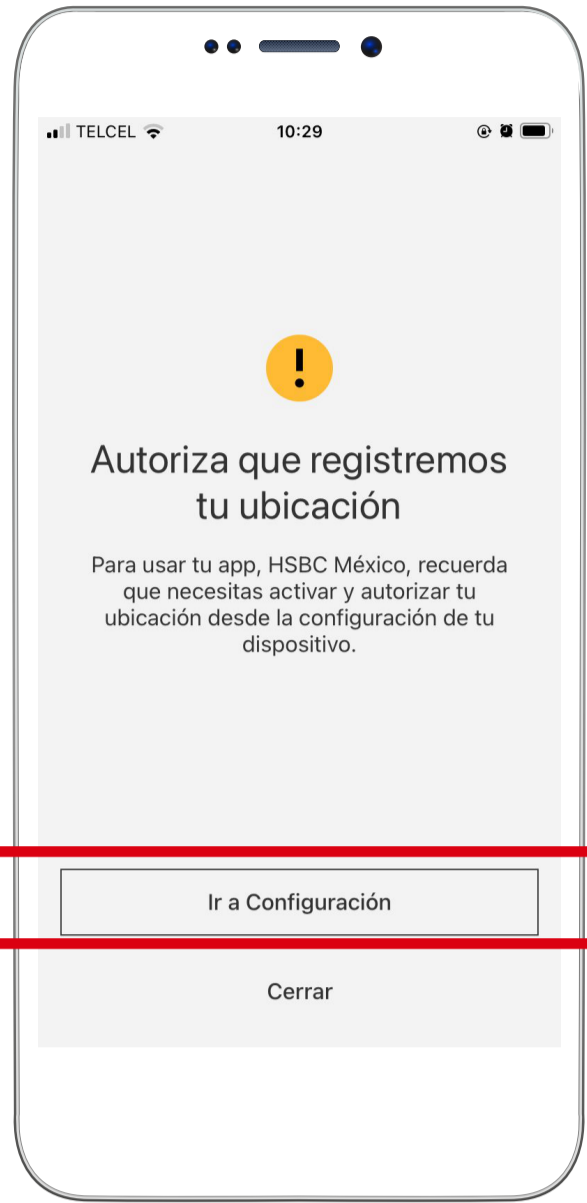 TELCEL 10:29
Autoriza que registremos
tu ubicación
Para usar tu app, HSBC México, recuerda
que necesitas activar y autorizar tu
ubicación desde la configuración de tu
dispositivo.
Ir a Configuración
Cerrar